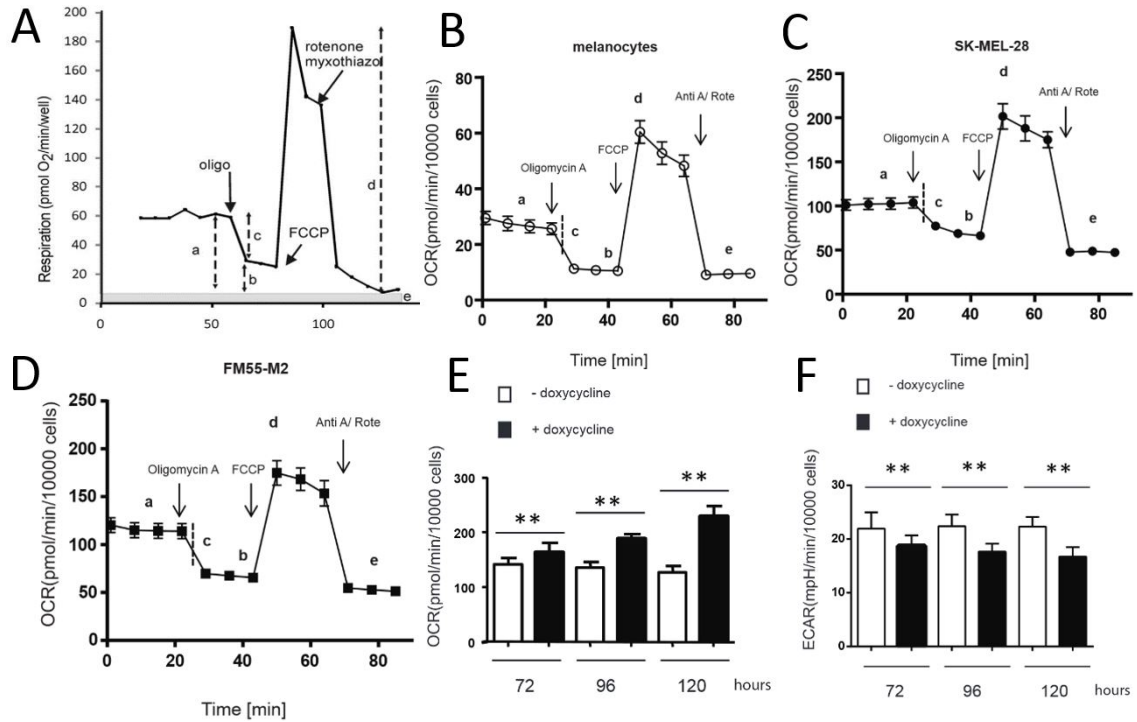 A
200
180
160
140
120
100
80
60
40
20
0
0
50
100
Respiration (pmol O2/min/well)
oligo
rotenone
myxothiazol
FCCP
a
b
c
d
e
B
melanocytes
OCR(pmol/min/10000 cells)
80
60
40
20
0
0
20
40
60
80
Time [min]
a
Oligomycin A
c
b
FCCP
d
Anti A/ Rote
e
C
SK-MEL-28
OCR(pmol/min/10000 cells)
250
200
150
100
50
0
0
20
40
60
80
Time [min]
a
Oligomycin A
c
b
FCCP
d
Anti A/ Rote
e
D
FM55-M2
OCR(pmol/min/10000 cells)
250
200
150
100
50
0
0
20
40
60
80
Time [min]
a
Oligomycin A
c
b
FCCP
d
Anti A/ Rote
e
E
- doxycycline
+ doxycycline
OCR(pmol/min/10000 cells)
300
200
100
0
**
**
**
72
96
120
hours
F
- doxycycline
+ doxycycline
ECAR(mpH/min/10000 cells)
30
20
10
0
**
**
**
72
96
120
hours